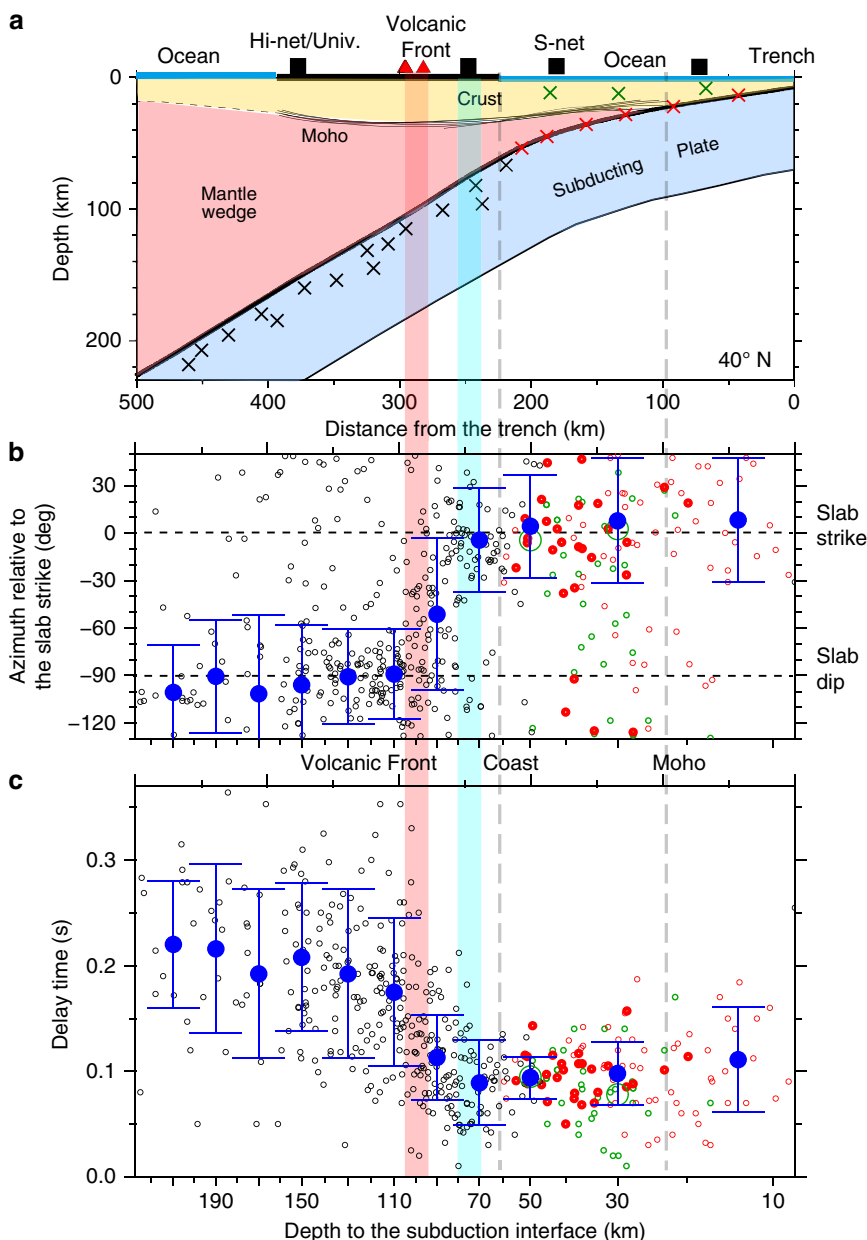 a
Volcanic
Front
Hi-net/Univ.
S-net
Ocean
Ocean
Trench
0
100
200
Depth (km)
Crust
Moho
Mantle
wedge
Subducting
Plate
40° N
500
400
300
200
100
0
Distance from the trench (km)
b
30
0
−30
−60
−90
−120
Azimuth relative to
the slab strike (deg)
Slab
strike
Slab
dip
Volcanic Front
Coast
Moho
c
0.3
0.2
0.1
0.0
Delay time (s)
190
150
110
70
50
30
10
Depth to the subduction interface (km)